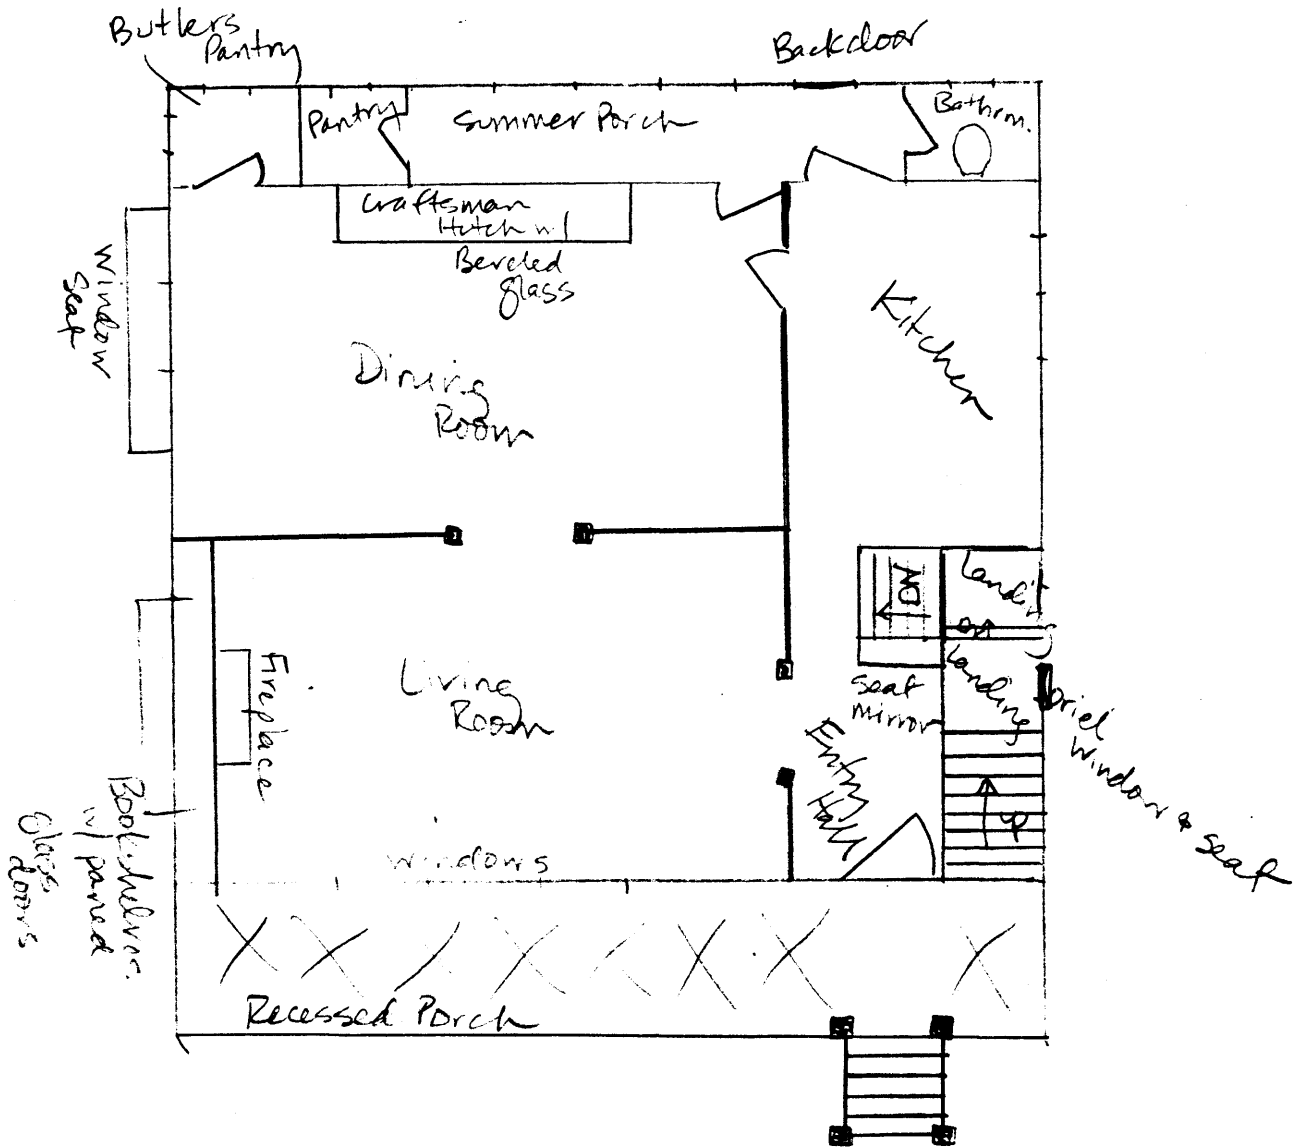 Butlers
Pantry
Backdoor
Pantry
Summer Porch
Bathrm.
Craftsman
Hutch w/
Beveled
glass
Window
Seat
Kitchen
Dining
Room
DN
Landing
Fireplace
Living
Room
Landing
Seat
Mirror
Oriel
Window & seat
Entry
Hall
up
Bookshelves
w/ paned
glass
doors
Windows
Recessed Porch